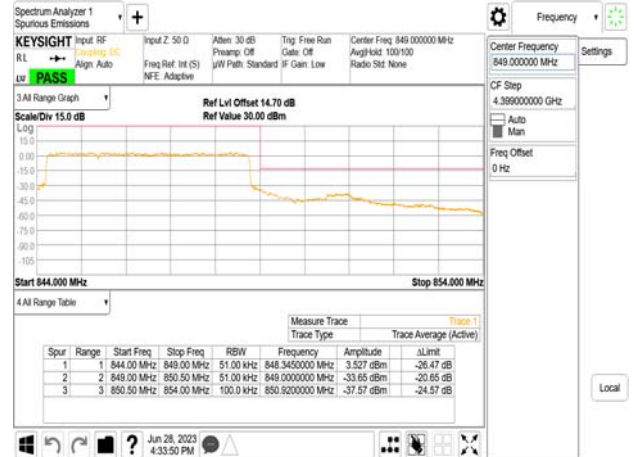 Spectrum Analyzer 1
Spurious Emissions
+
Frequency
KEYSIGHT Input: RF Input Z: 50 Ω Atten: 30 dB Trig: Free Run Center Freq: 849.000000 MHz
RL Coupling: DC Preamp: Off Gate: Off Avg|Hold: 100/100
Align: Auto Freq Ref: Int (S) µW Path: Standard IF Gain: Low Radio Std: None
NFE: Adaptive
PASS
Center Frequency
849.000000 MHz
Settings
CF Step
4.399000000 GHz
Auto
Man
Freq Offset
0 Hz
3 All Range Graph
Ref Lvl Offset 14.70 dB
Scale/Div 15.0 dB Ref Value 30.00 dBm
Log
15.0
0.00
-15.0
-30.0
-45.0
-60.0
-75.0
-90.0
-105
Start 844.000 MHz Stop 854.000 MHz
4 All Range Table
Measure Trace Trace 1
Trace Type Trace Average (Active)
Spur Range Start Freq Stop Freq RBW Frequency Amplitude ΔLimit
1 1 844.00 MHz 849.00 MHz 51.00 kHz 848.3450000 MHz 3.527 dBm -26.47 dB
2 2 849.00 MHz 850.50 MHz 51.00 kHz 849.0000000 MHz -33.65 dBm -20.65 dB
3 3 850.50 MHz 854.00 MHz 100.0 kHz 850.9200000 MHz -37.57 dBm -24.57 dB
Local
? Jun 28, 2023
4:33:50 PM